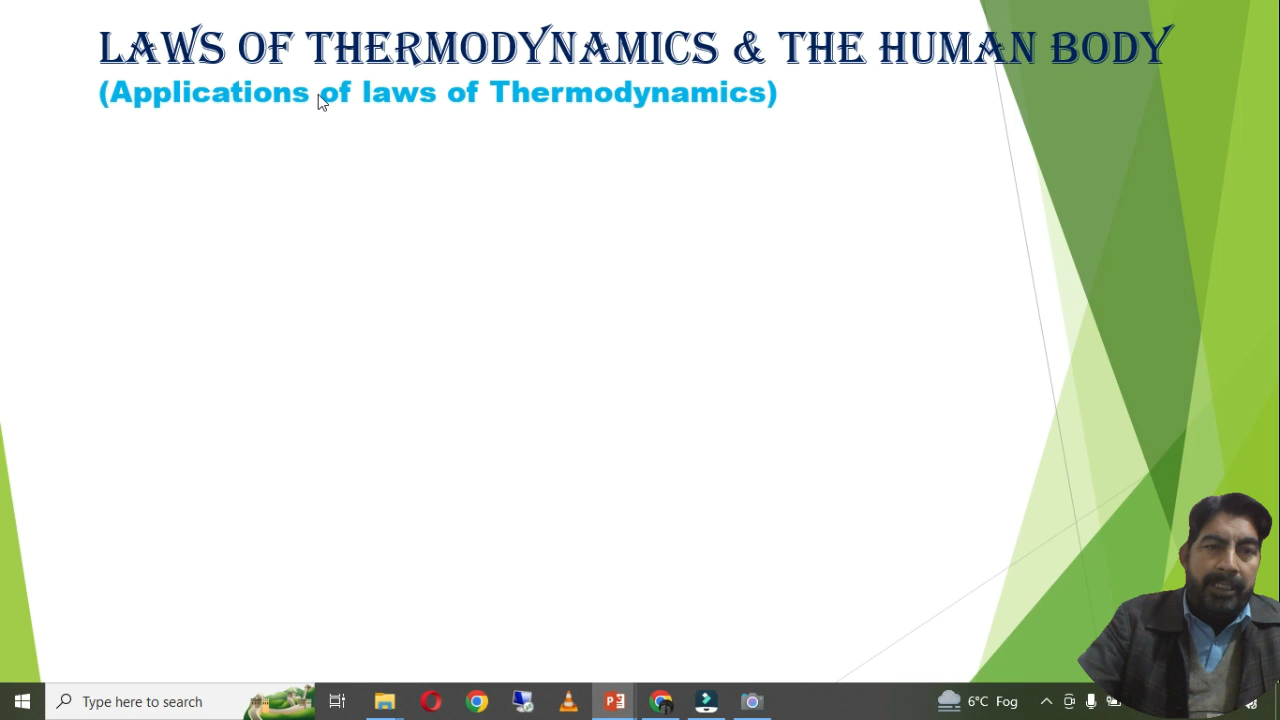 LAWS OF THERMODYNAMICS & THE HUMAN BODY
(Applications of laws of Thermodynamics)
Type here to search
6°C Fog